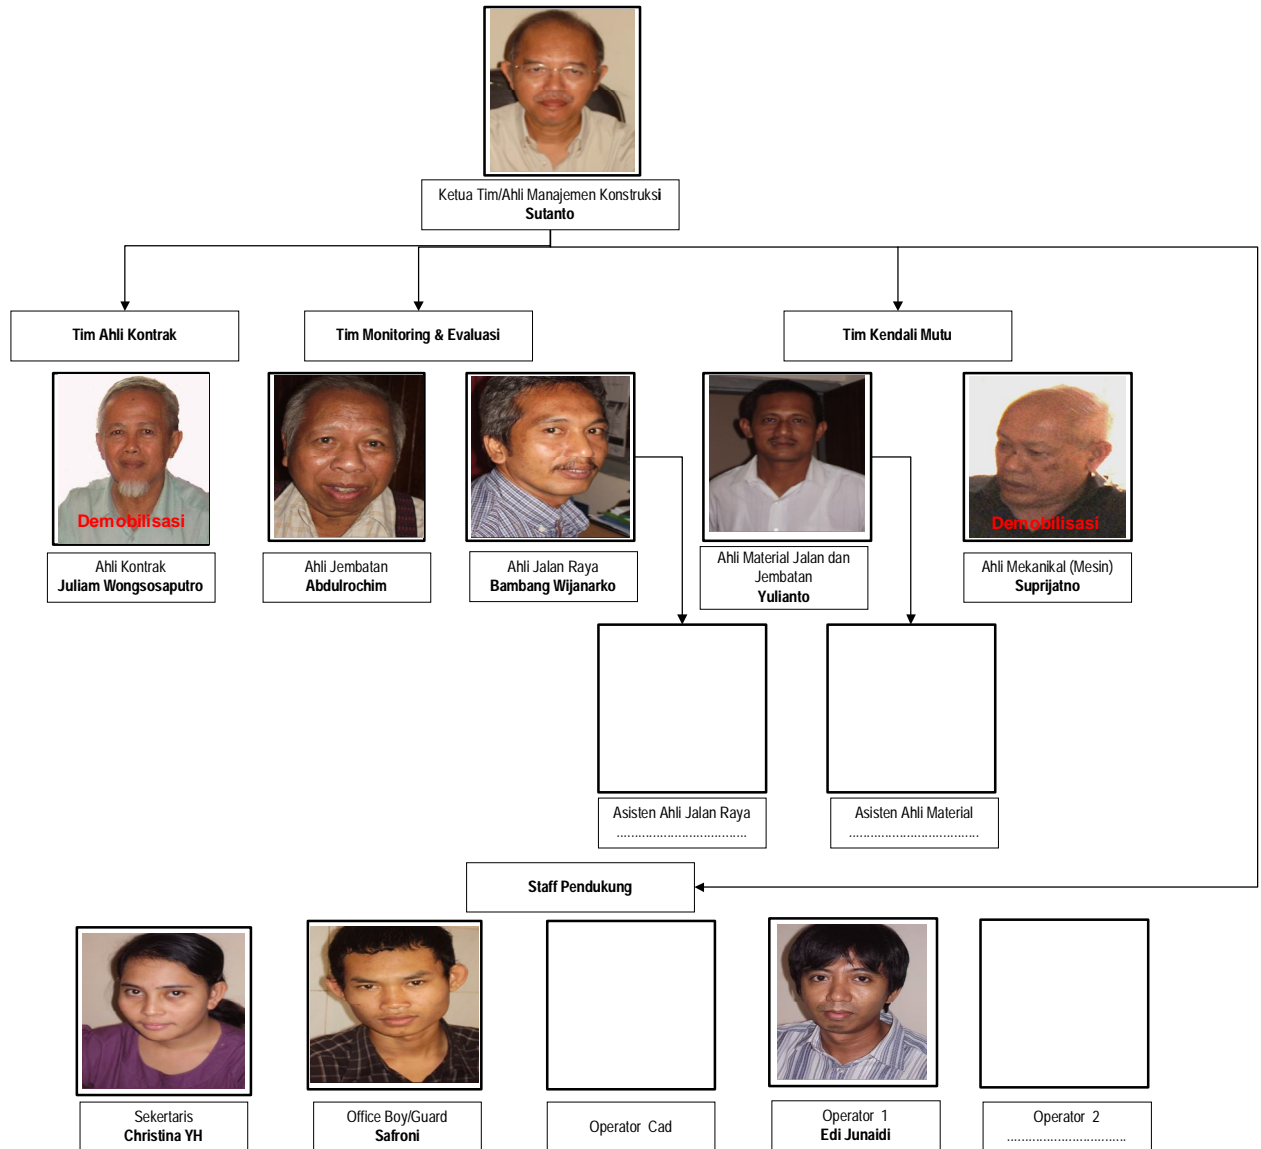 Ketua Tim/Ahli Manajemen Konstruksi
Sutanto
Tim Ahli Kontrak
Tim Monitoring & Evaluasi
Tim Kendali Mutu
Demobilisasi
Demobilisasi
Ahli Kontrak
Juliam Wongsosaputro
Ahli Jembatan
Abdulrochim
Ahli Jalan Raya
Bambang Wijanarko
Ahli Material Jalan dan
Jembatan
Yulianto
Ahli Mekanikal (Mesin)
Suprijatno
Asisten Ahli Jalan Raya
....................................
Asisten Ahli Material
....................................
Staff Pendukung
Sekertaris
Christina YH
Office Boy/Guard
Safroni
Operator Cad
Operator 1
Edi Junaidi
Operator 2
.................................